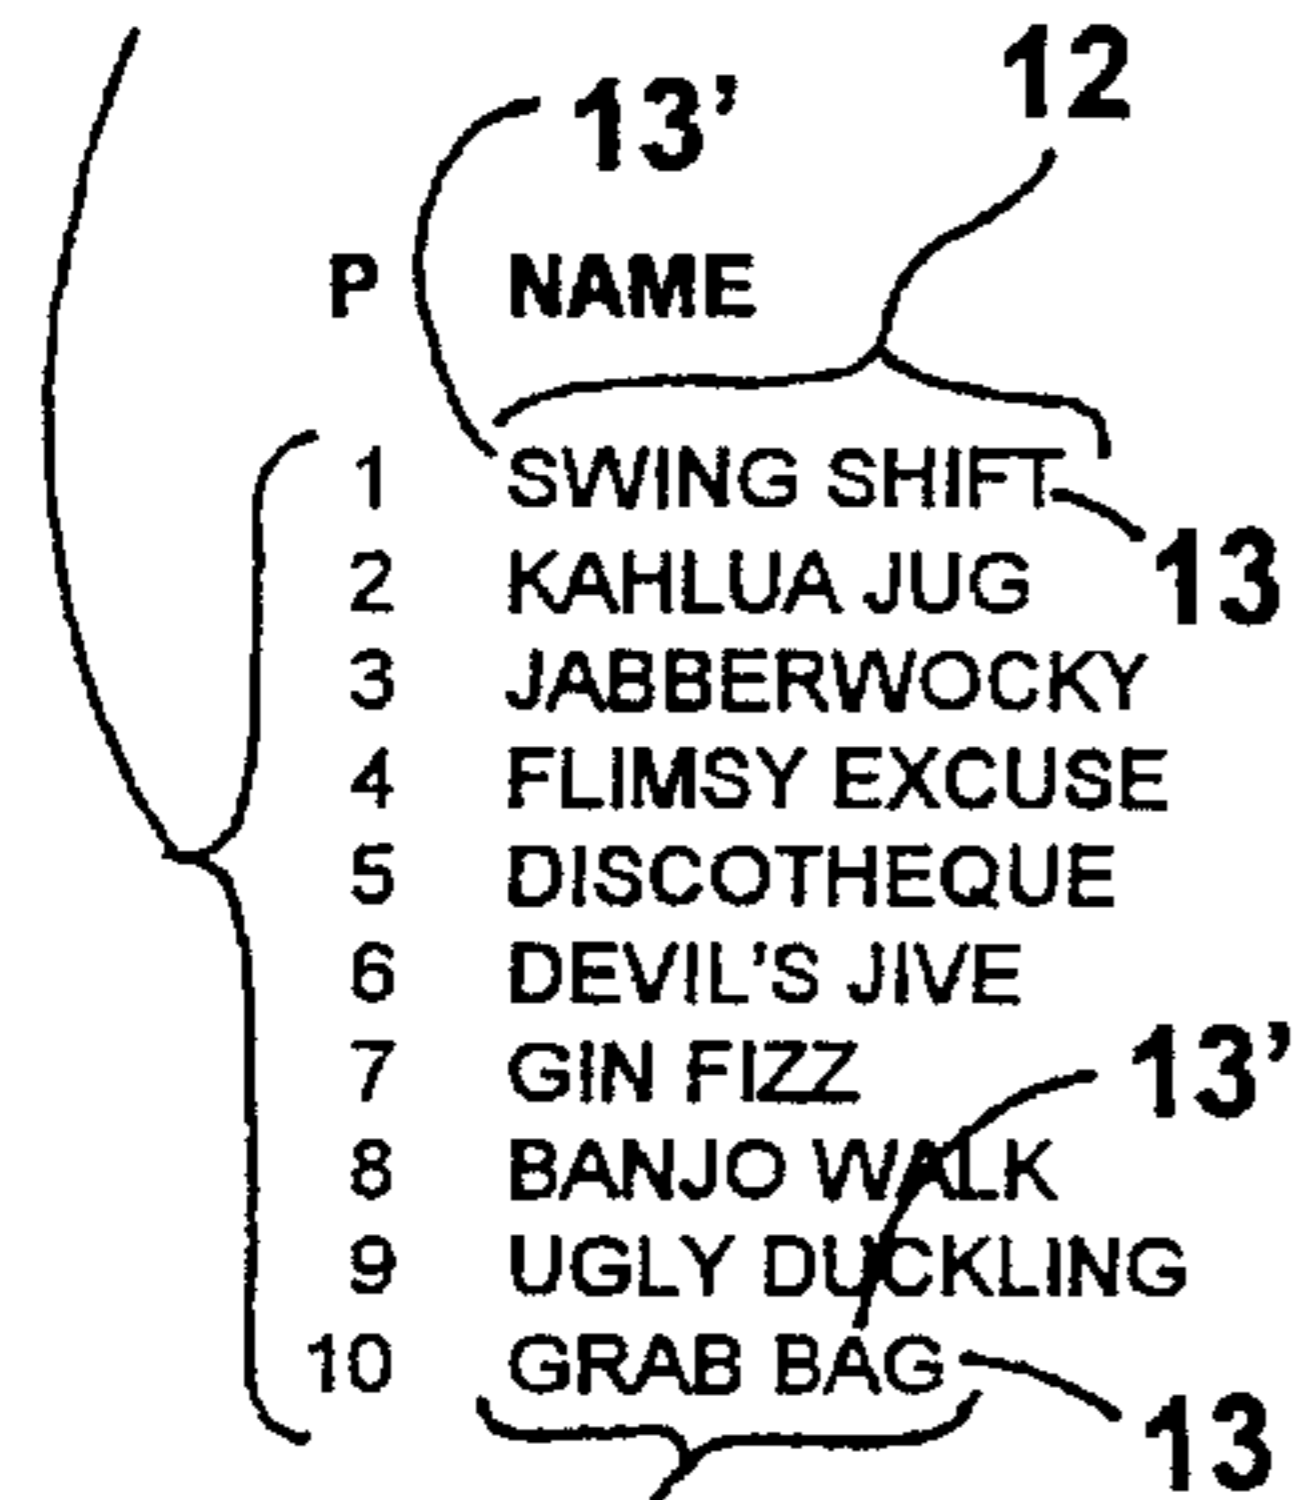 12
13’
P NAME
1 SWING SHIFT
13
2 KAHLUA JUG
3 JABBERWOCKY
4 FLIMSY EXCUSE
5 DISCOTHEQUE
6 DEVIL’S JIVE
7 GIN FIZZ
13’
8 BANJO WALK
9 UGLY DUCKLING
10 GRAB BAG
13